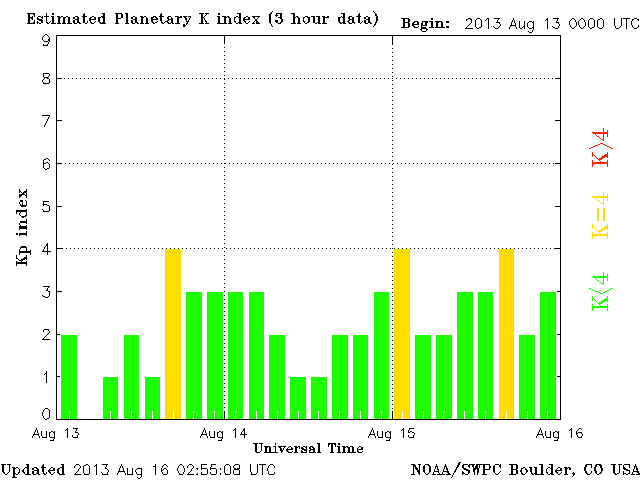 Estimated Planetary K index (3 hour data) Begin: 2013 Aug 13 0000 UTC
9
8
7
6
5
4
3
2
1
0
Kp index
K>4
K=4
K<4
Aug 13 Aug 14 Aug 15 Aug 16
Universal Time
Updated 2013 Aug 16 02:55:08 UTC NOAA/SWPC Boulder, CO USA